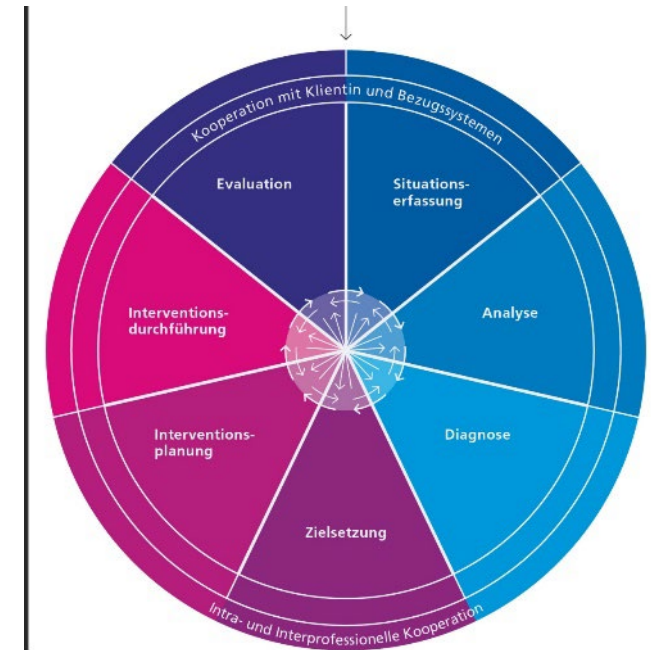 Kooperation mit Klientin und Bezugssystemen
Evaluation
Situations-
erfassung
Analyse
Diagnose
Zielsetzung
Interventions-
planung
Interventions-
durchführung
Intra- und Interprofessionelle Kooperation